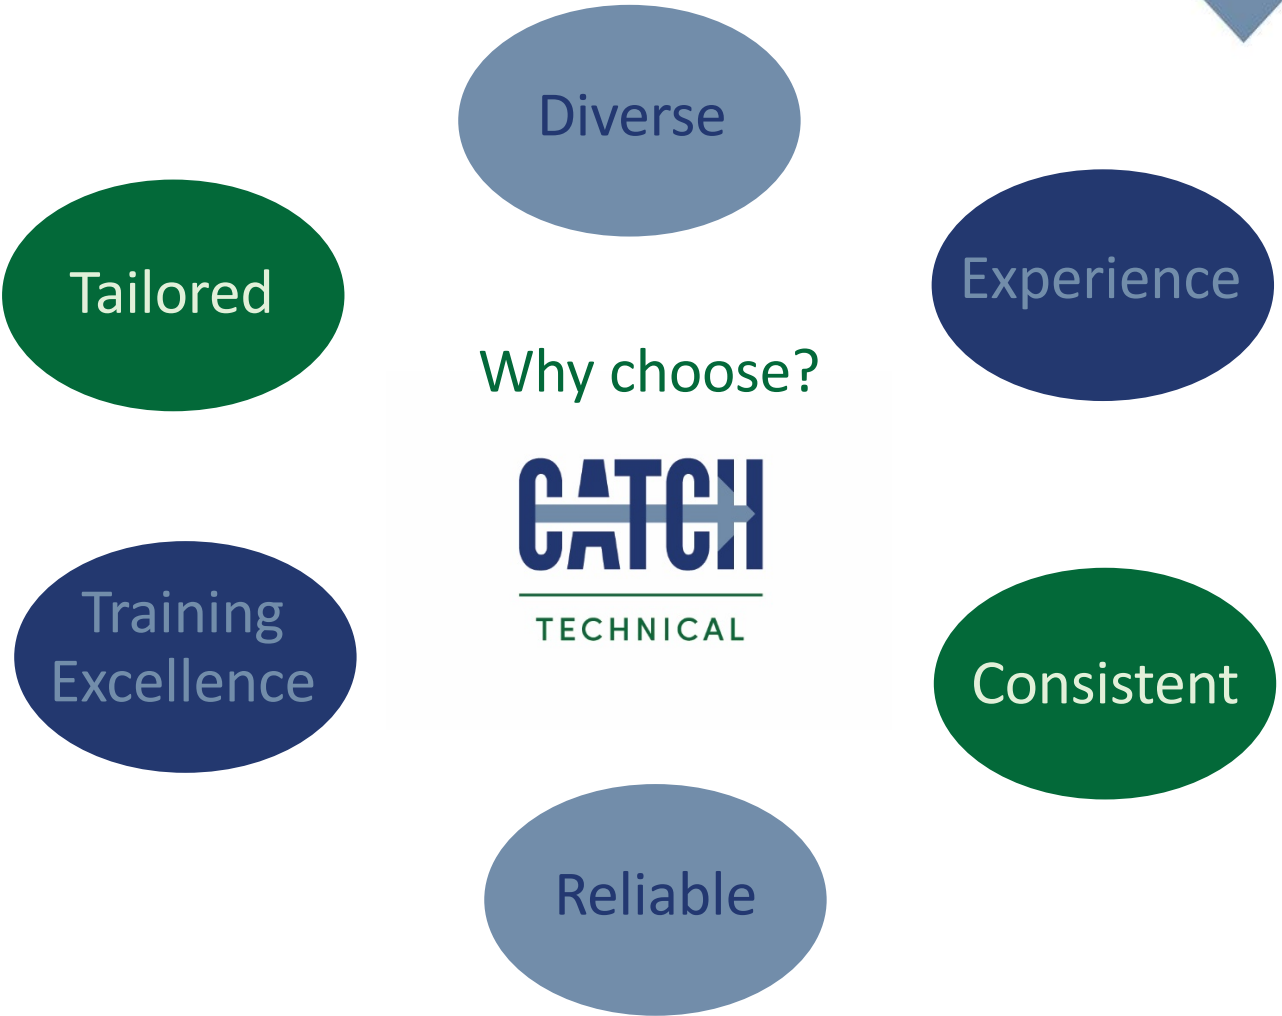 Diverse
Tailored
Experience
Why choose?
CATCH
TECHNICAL
Training
Excellence
Consistent
Reliable